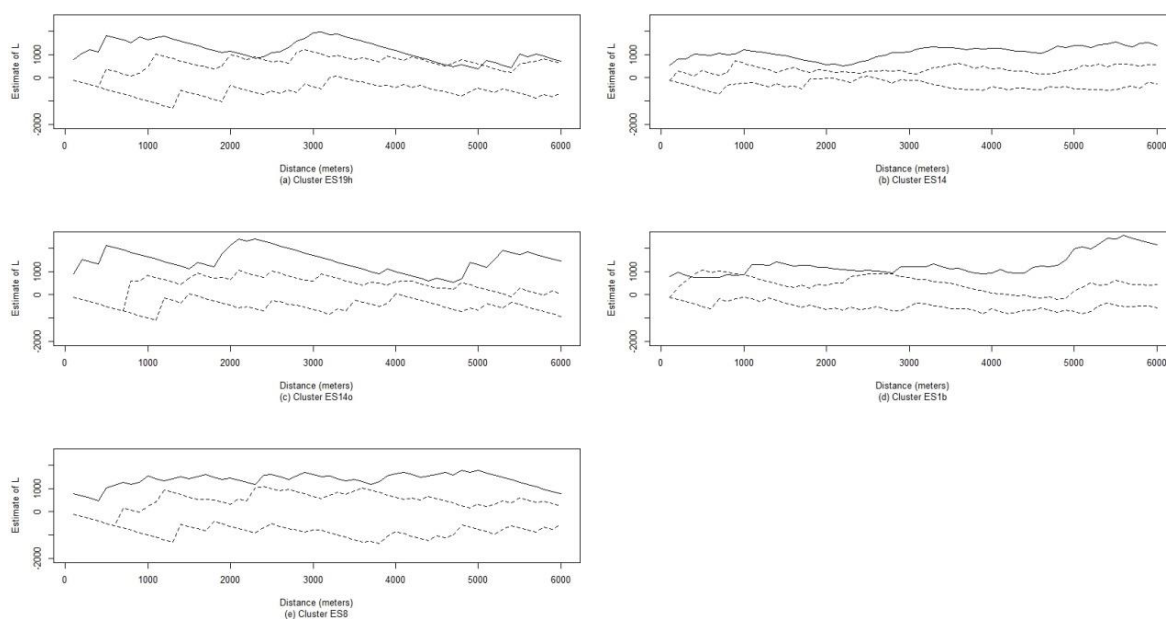 Estimate of L
-2000 0 1000
0 1000 2000 3000 4000 5000 6000
Distance (meters)
(a) Cluster ES19h
Estimate of L
-2000 0 1000
0 1000 2000 3000 4000 5000 6000
Distance (meters)
(b) Cluster ES14
Estimate of L
-2000 0 1000
0 1000 2000 3000 4000 5000 6000
Distance (meters)
(c) Cluster ES14o
Estimate of L
-2000 0 1000
0 1000 2000 3000 4000 5000 6000
Distance (meters)
(d) Cluster ES1b
Estimate of L
-2000 0 1000
0 1000 2000 3000 4000 5000 6000
Distance (meters)
(e) Cluster ES8